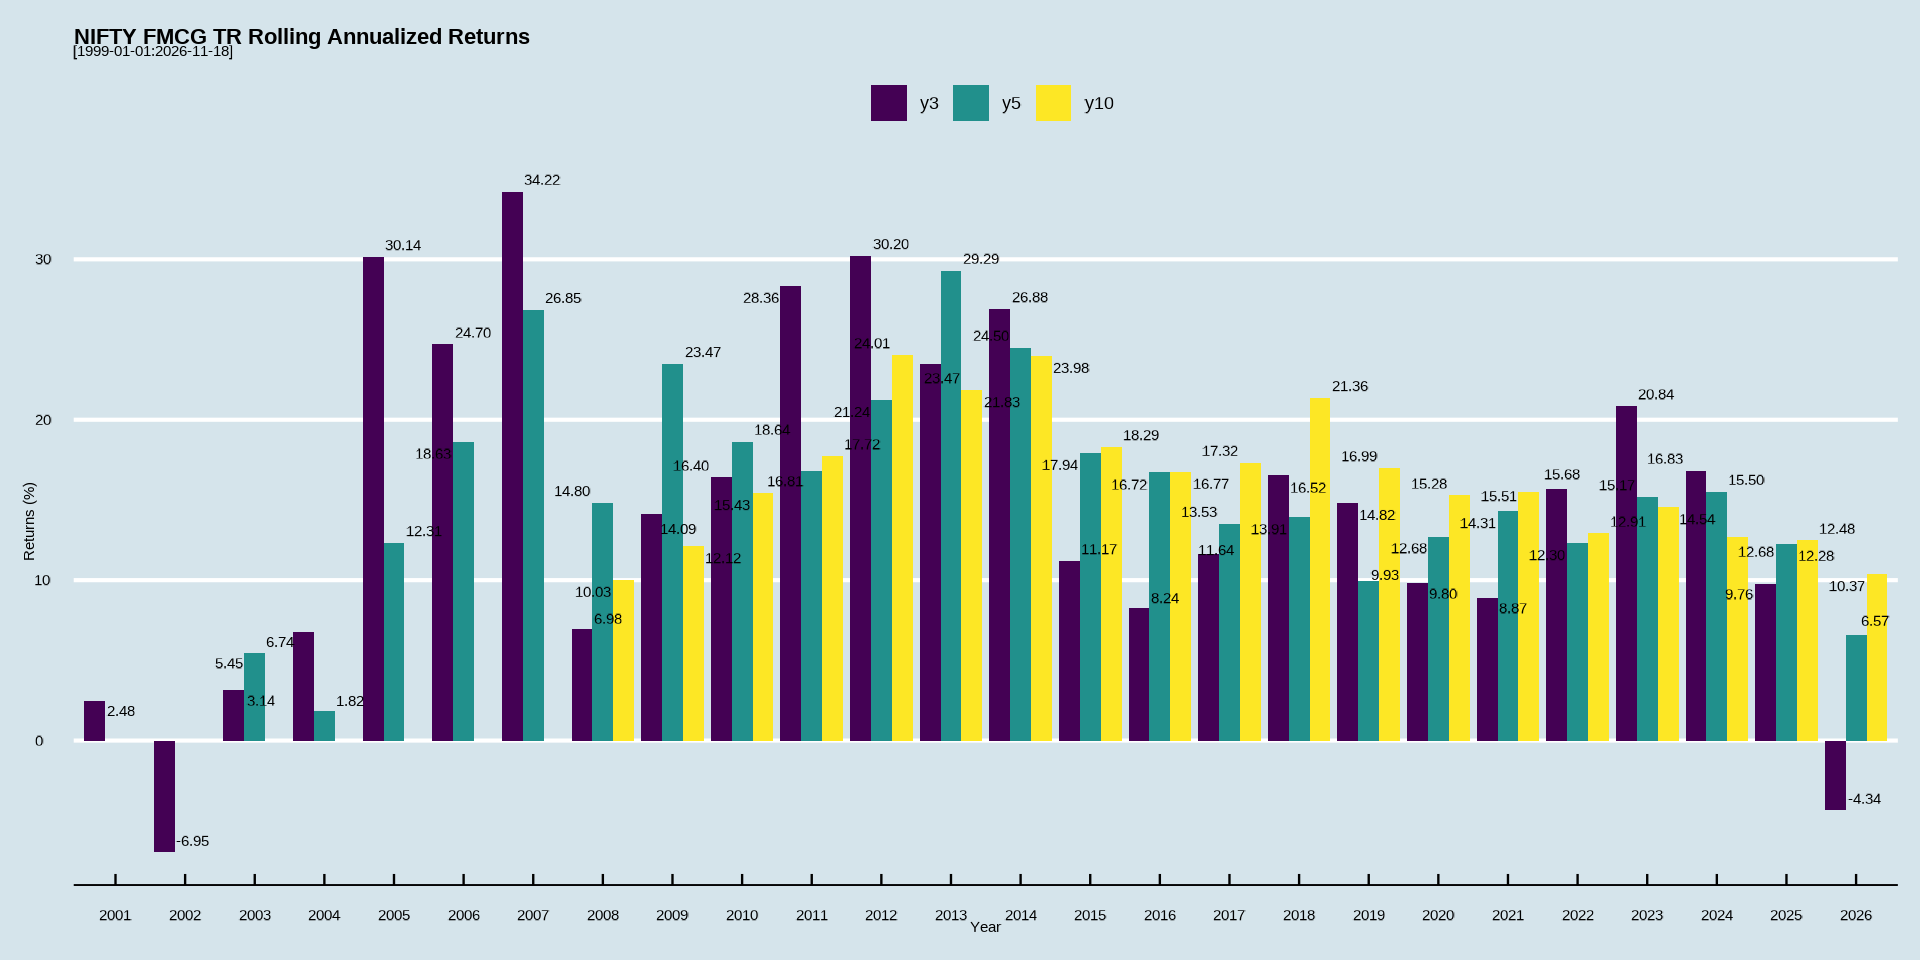 NIFTY FMCG TR Rolling Annualized Returns
[1999-01-01:2026-11-18]
y3 y5 y10
34.22
30.14 30.20 29.29
30
28.36 26.85 26.88
24.70 24.01 24.50
23.47 23.47 23.98
21.24 21.83 21.36 20.84
20
18.63 18.64 17.72 17.94 18.29 17.32 16.99 16.83
16.40 16.81 16.72 16.77 16.52 15.28 15.51 15.68 15.17 15.50
14.80 15.43 13.53 13.91 14.82 14.31 12.91 14.54
12.31 14.09 12.12 11.17 11.64 12.68 12.30 12.68 12.48 12.28
Returns (%)
10
10.03 9.93 9.80 9.76 10.37
6.98 8.24 8.87 6.57
5.45 6.74
2.48 3.14 1.82
0
-6.95 -4.34
2001 2002 2003 2004 2005 2006 2007 2008 2009 2010 2011 2012 2013 2014 2015 2016 2017 2018 2019 2020 2021 2022 2023 2024 2025 2026
Year